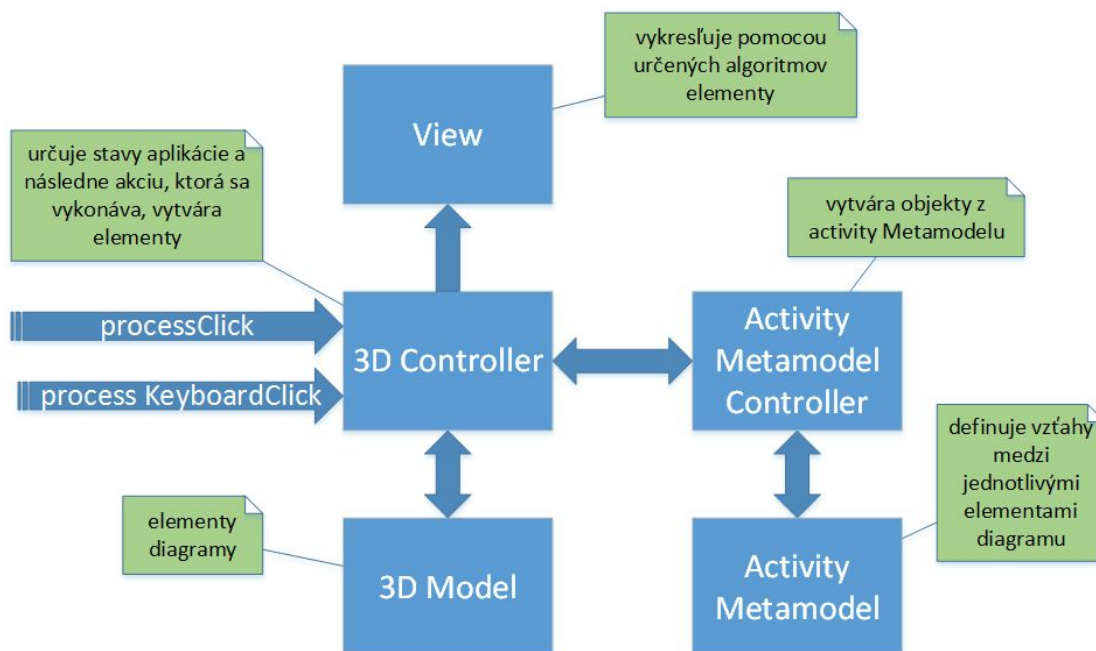 vykresľuje pomocou
určených algoritmov
elementy
View
určuje stavy aplikácie a
následne akciu, ktorá sa
vykonáva, vytvára
elementy
vytvára objekty z
activity Metamodelu
processClick
process KeyboardClick
3D Controller
Activity
Metamodel
Controller
definuje vzťahy
medzi
jednotlivými
elementami
diagramu
elementy
diagramy
3D Model
Activity
Metamodel